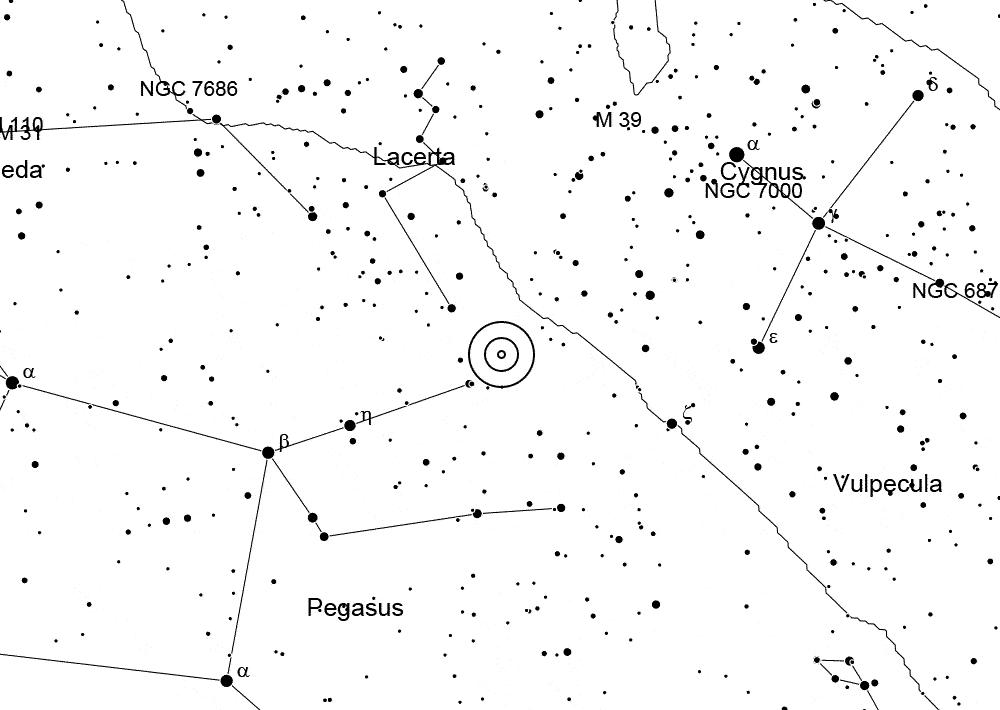 NGC 7686
M 110
M 31
eda
Lacerta
M 39
δ
α
Cygnus
NGC 7000
γ
NGC 687
ε
α
η
β
ζ
Vulpecula
Pegasus
α